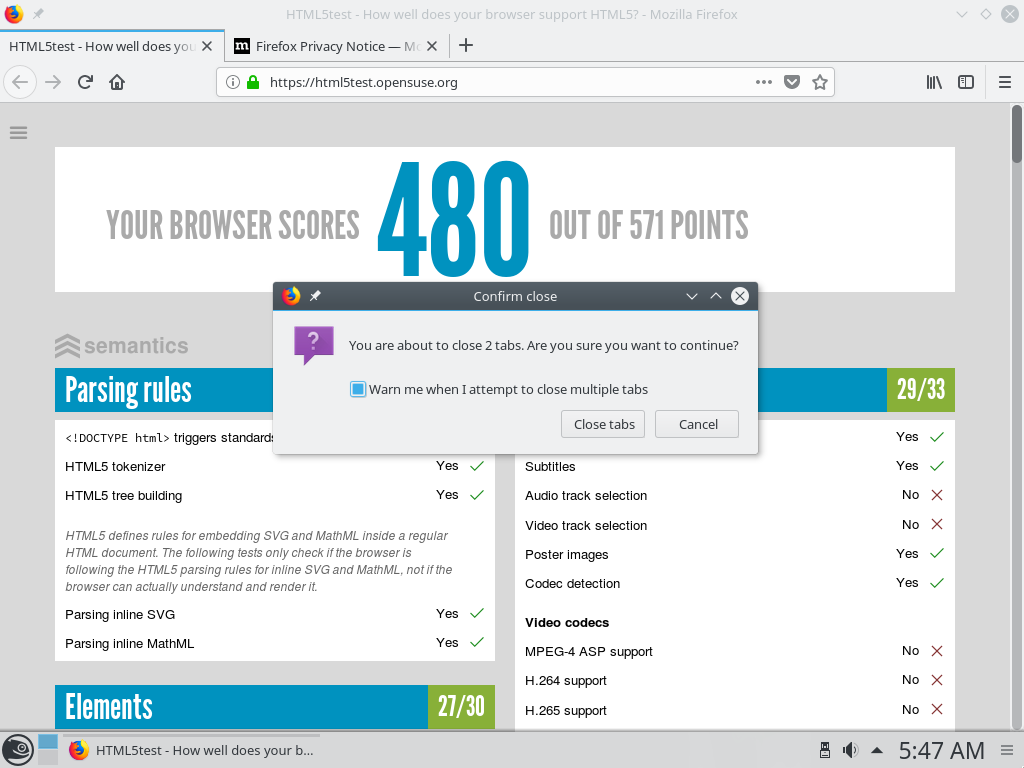 HTML5test - How well does your browser support HTML5? - Mozilla Firefox
HTML5test - How well does you
m Firefox Privacy Notice — Mo
https://html5test.opensuse.org
YOUR BROWSER SCORES 480 OUT OF 571 POINTS
Confirm close
You are about to close 2 tabs. Are you sure you want to continue?
Warn me when I attempt to close multiple tabs
Close tabs
Cancel
semantics
Parsing rules
<!DOCTYPE html> triggers standards
HTML5 tokenizer Yes
HTML5 tree building Yes
HTML5 defines rules for embedding SVG and MathML inside a regular
HTML document. The following tests only check if the browser is
following the HTML5 parsing rules for inline SVG and MathML, not if the
browser can actually understand and render it.
Parsing inline SVG Yes
Parsing inline MathML Yes
Elements 27/30
29/33
Yes
Subtitles Yes
Audio track selection No
Video track selection No
Poster images Yes
Codec detection Yes
Video codecs
MPEG-4 ASP support No
H.264 support No
H.265 support No
HTML5test - How well does your b...
5:47 AM